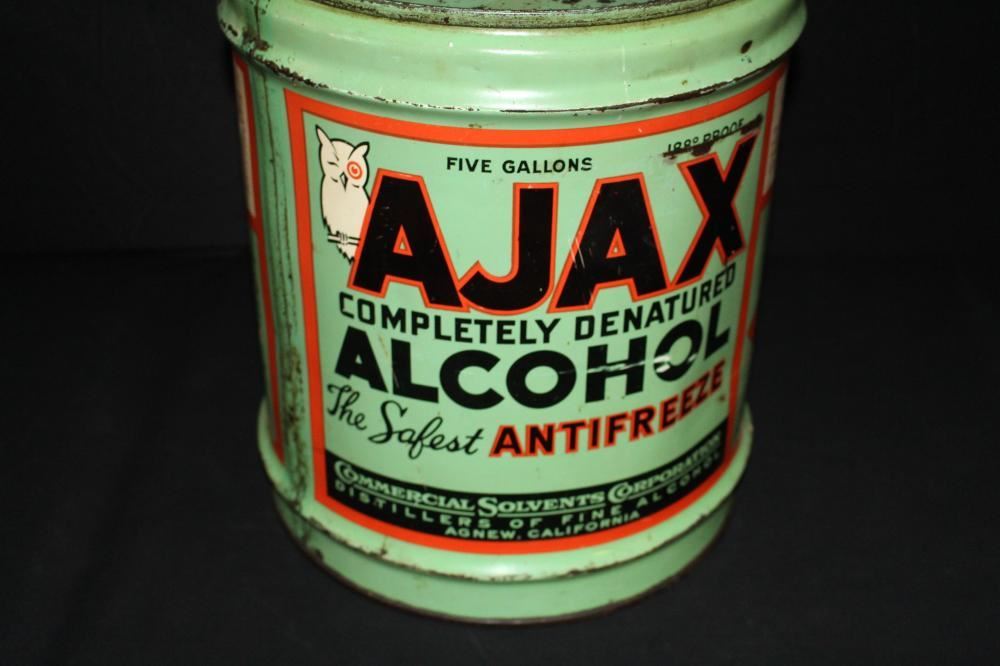 188° PROOF
FIVE GALLONS
AJAX
COMPLETELY DENATURED
ALCOHOL
The Safest ANTIFREEZE
COMMERCIAL SOLVENTS CORPORATION
DISTILLERS OF FINE ALCOHOL
AGNEW, CALIFORNIA